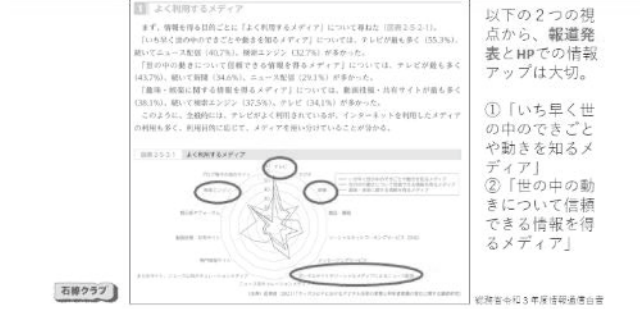 1 よく利用するメディア
まず、情報を得る目的ごとに「よく利用するメディア」について尋ねた（図表2-5-2-1）。
「いち早く世の中のできごとや動きを知るメディア」については、テレビが最も多く（55.3%）、
続いてニュース配信（40.7%）、検索エンジン（32.7%）が多かった。
「世の中の動きについて信頼できる情報を得るメディア」については、テレビが最も多く
（43.7%）、続いて新聞（34.6%）、ニュース配信（29.1%）が多かった。
「趣味・娯楽に関する情報を得るメディア」については、動画投稿・共有サイトが最も多く
（38.1%）、続いて検索エンジン（37.5%）、テレビ（34.1%）が多かった。
このように、全般的には、テレビがよく利用されているが、インターネットを利用したメディア
の利用も多く、利用目的に応じて、メディアを使い分けていることが分かる。
よく利用するメディア
テレビ
ラジオ
検索エンジン
新聞
専門情報サイト
以下の２つの視
点から、報道発
表とHPでの情報
アップは大切。
①「いち早く世
の中のできごと
や動きを知るメ
ディア」
②「世の中の動
きについて信頼
できる情報を得
るメディア」
石綿クラブ
総務省令和３年度情報通信白書